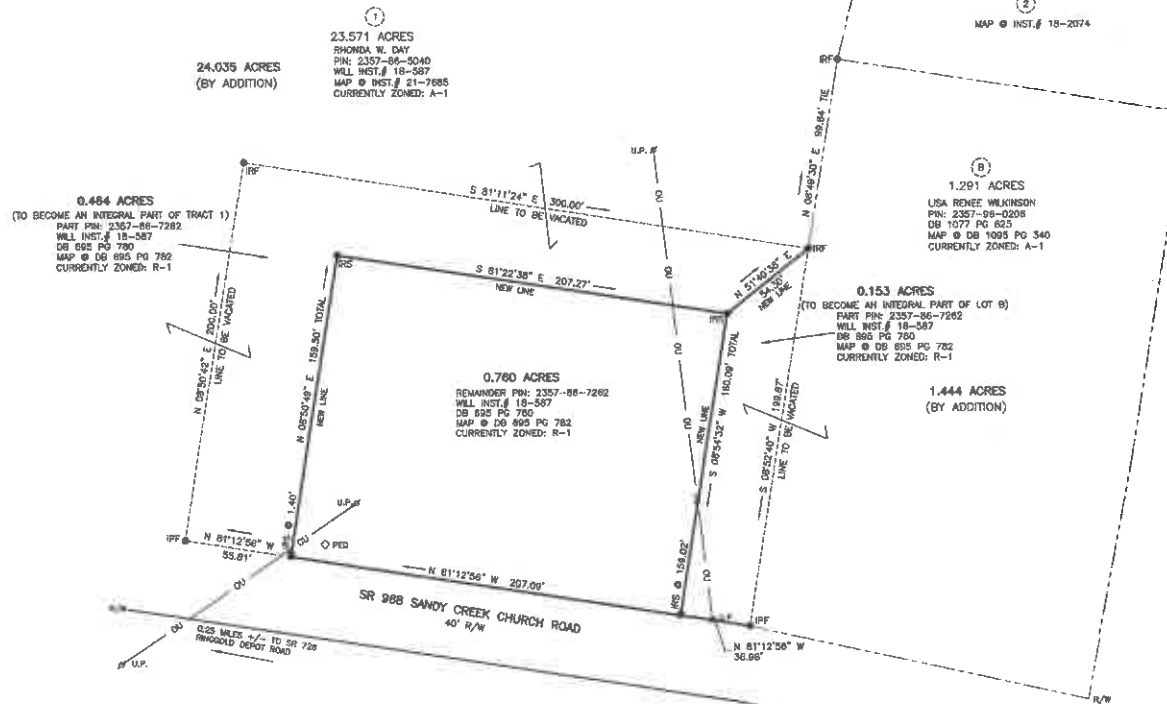 1
23.571 ACRES
RHONDA W. DAY
PIN: 2357-86-5040
WILL INST.# 18-587
MAP @ INST.# 21-7685
CURRENTLY ZONED: A-1
24.035 ACRES
(BY ADDITION)
2
MAP @ INST.# 18-2074
IRF
N 08°49'30" E 99.64' TIE
U.P.
IRF
S 81°11'24" E 300.00'
LINE TO BE VACATED
IRF
0.464 ACRES
(TO BECOME AN INTEGRAL PART OF TRACT 1)
PART PIN: 2357-86-7262
WILL INST.# 18-587
DB 695 PG 780
MAP @ DB 695 PG 782
CURRENTLY ZONED: R-1
B
1.291 ACRES
LISA RENEE WILKINSON
PIN: 2357-96-0208
DB 1077 PG 625
MAP @ DB 1095 PG 340
CURRENTLY ZONED: A-1
IRS
S 81°22'38" E 207.27'
NEW LINE
N 51°40'38" E
54.30'
NEW LINE
IRS
0.153 ACRES
(TO BECOME AN INTEGRAL PART OF LOT B)
PART PIN: 2357-86-7262
WILL INST.# 18-587
DB 695 PG 780
MAP @ DB 695 PG 782
CURRENTLY ZONED: R-1
N 08°50'42" E 200.00'
LINE TO BE VACATED
N 08°50'49" E 159.50' TOTAL
NEW LINE
OU
OU
OU
0.760 ACRES
REMAINDER PIN: 2357-86-7262
WILL INST.# 18-587
DB 695 PG 780
MAP @ DB 695 PG 782
CURRENTLY ZONED: R-1
S 08°54'32" W 160.09' TOTAL
NEW LINE
S 08°52'40" W 199.87'
LINE TO BE VACATED
1.444 ACRES
(BY ADDITION)
U.P.
IRS @ 1.40'
OU
PED
IPF
N 81°12'56" W
55.81'
N 81°12'56" W 207.09'
IRS @ 159.02'
OU
IPF
N 81°12'56" W
36.98'
SR 988 SANDY CREEK CHURCH ROAD
40' R/W
OU
0.25 MILES +/- TO SR 726
RINGGOLD DEPOT ROAD
U.P.
R/W